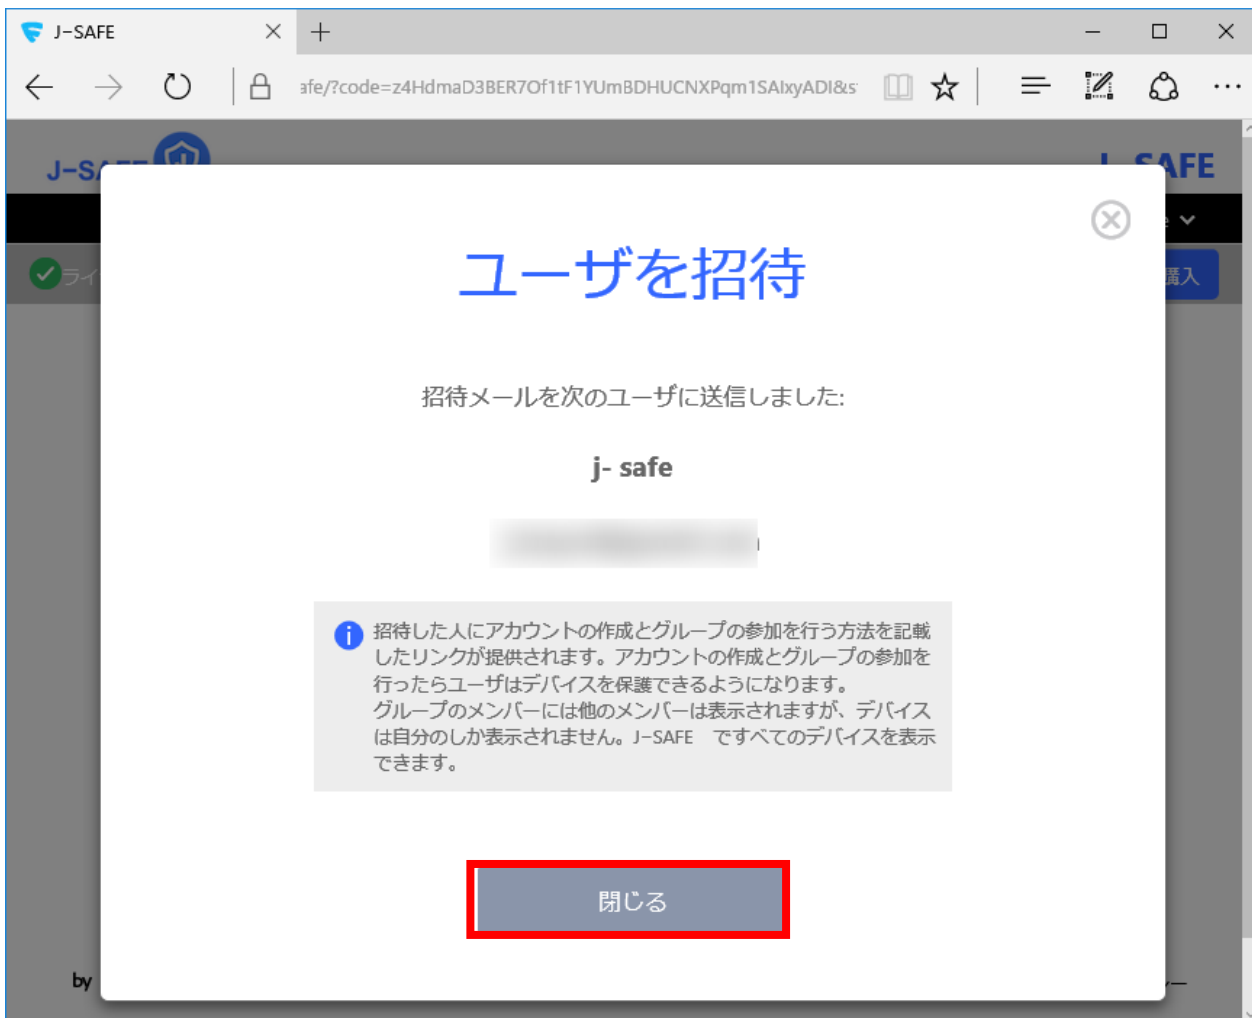 J-SAFE
afe/?code=z4HdmaD3BER7Of1tF1YUmBDHUCNXPqm1SAIxyADI&s
ユーザを招待
招待メールを次のユーザに送信しました:
j- safe
招待した人にアカウントの作成とグループの参加を行う方法を記載
したリンクが提供されます。アカウントの作成とグループの参加を
行ったらユーザはデバイスを保護できるようになります。
グループのメンバーには他のメンバーは表示されますが、デバイス
は自分のしか表示されません。J-SAFE　ですべてのデバイスを表示
できます。
閉じる
by